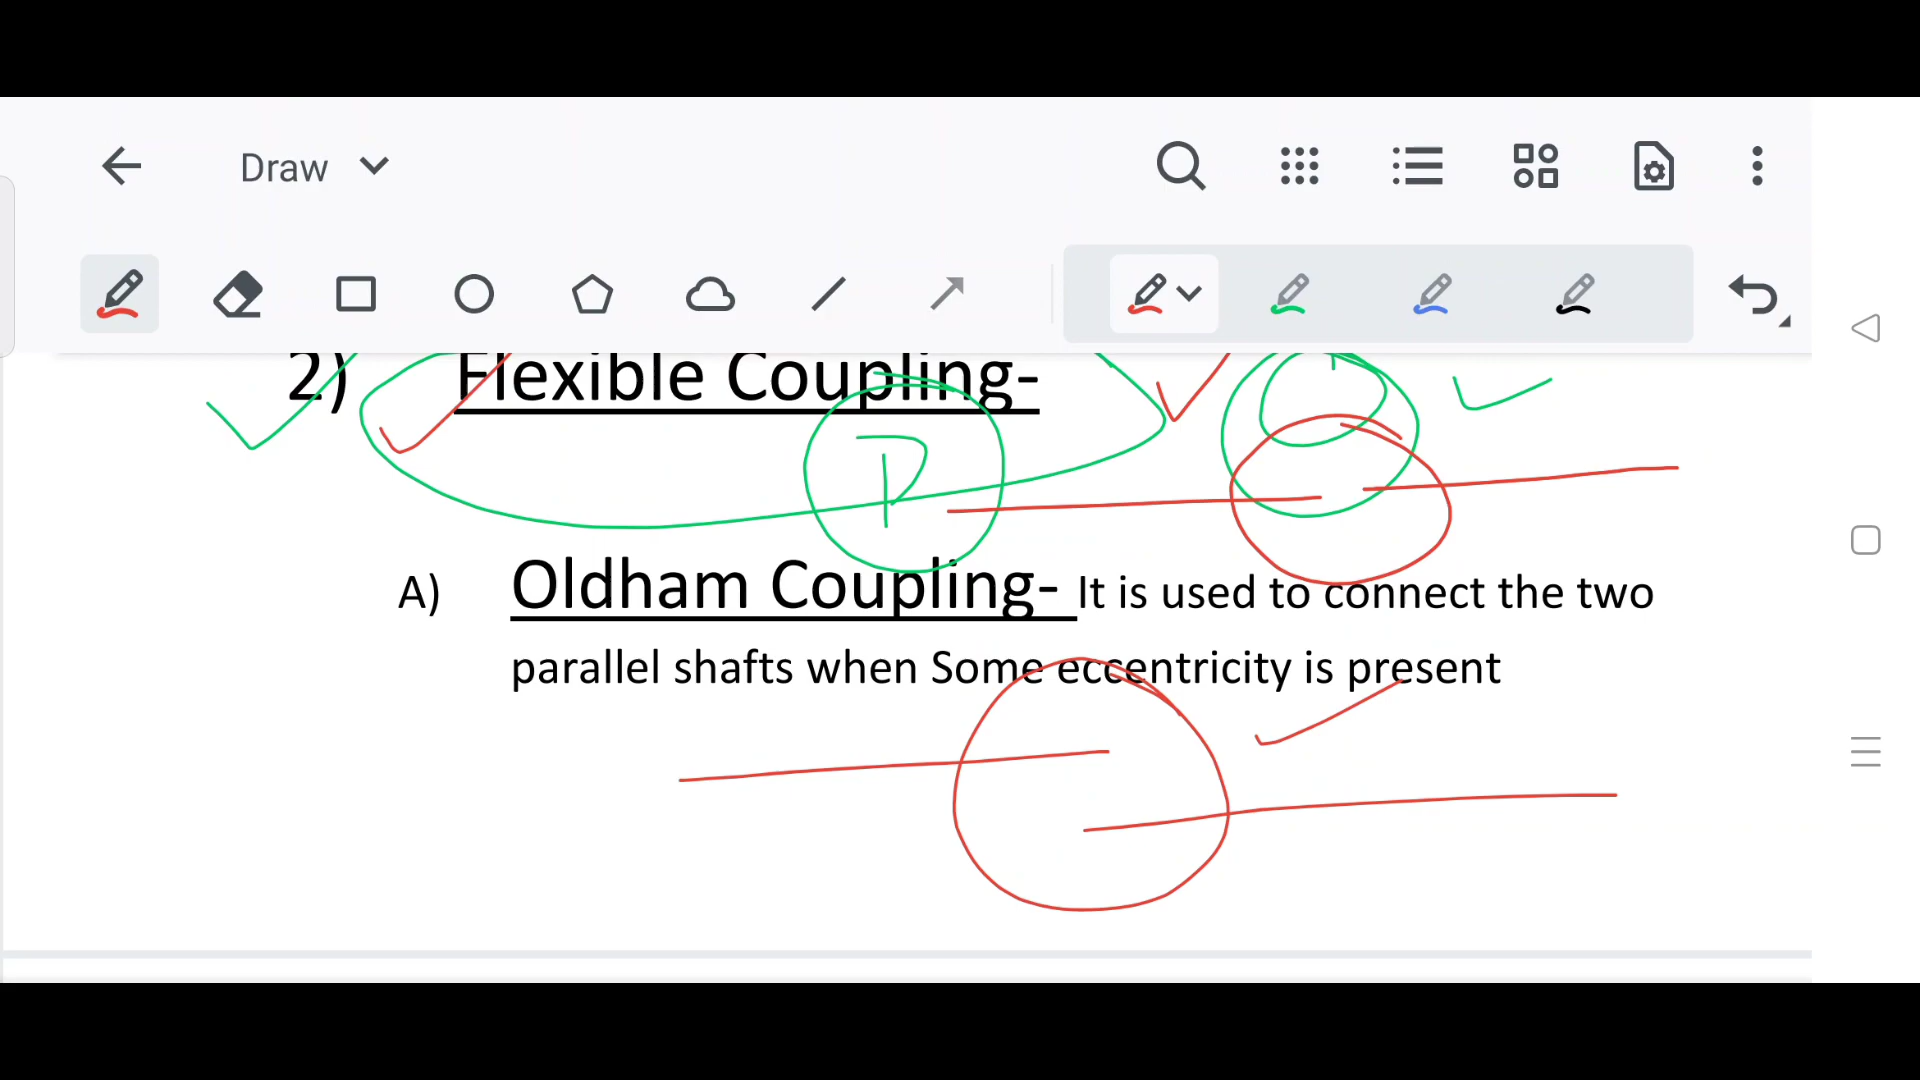 Draw
2) Flexible Coupling-
P
A) Oldham Coupling- It is used to connect the two
parallel shafts when Some eccentricity is present